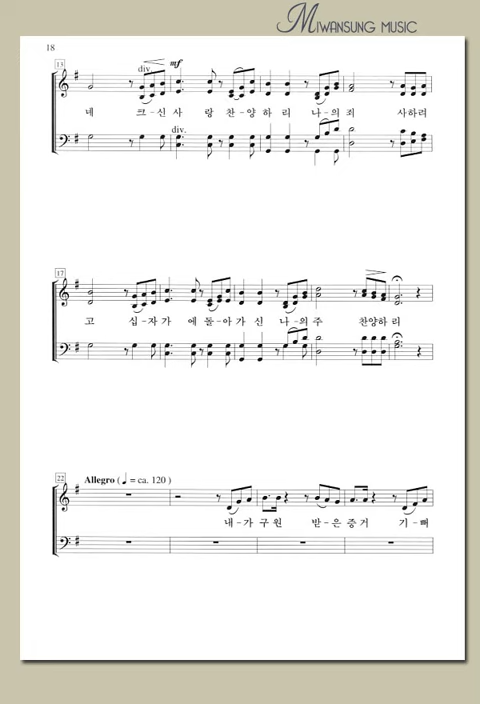 MIWANSUNG MUSIC
18
13
div.
mf
네 크-신사 랑찬-양하리 나-의죄 사하려
div.
17
고 십-자가 에돌-아가신 나-의주 찬양하리
22
Allegro ( ♩ = ca. 120 )
내-가구원 받-은증거 기-뻐